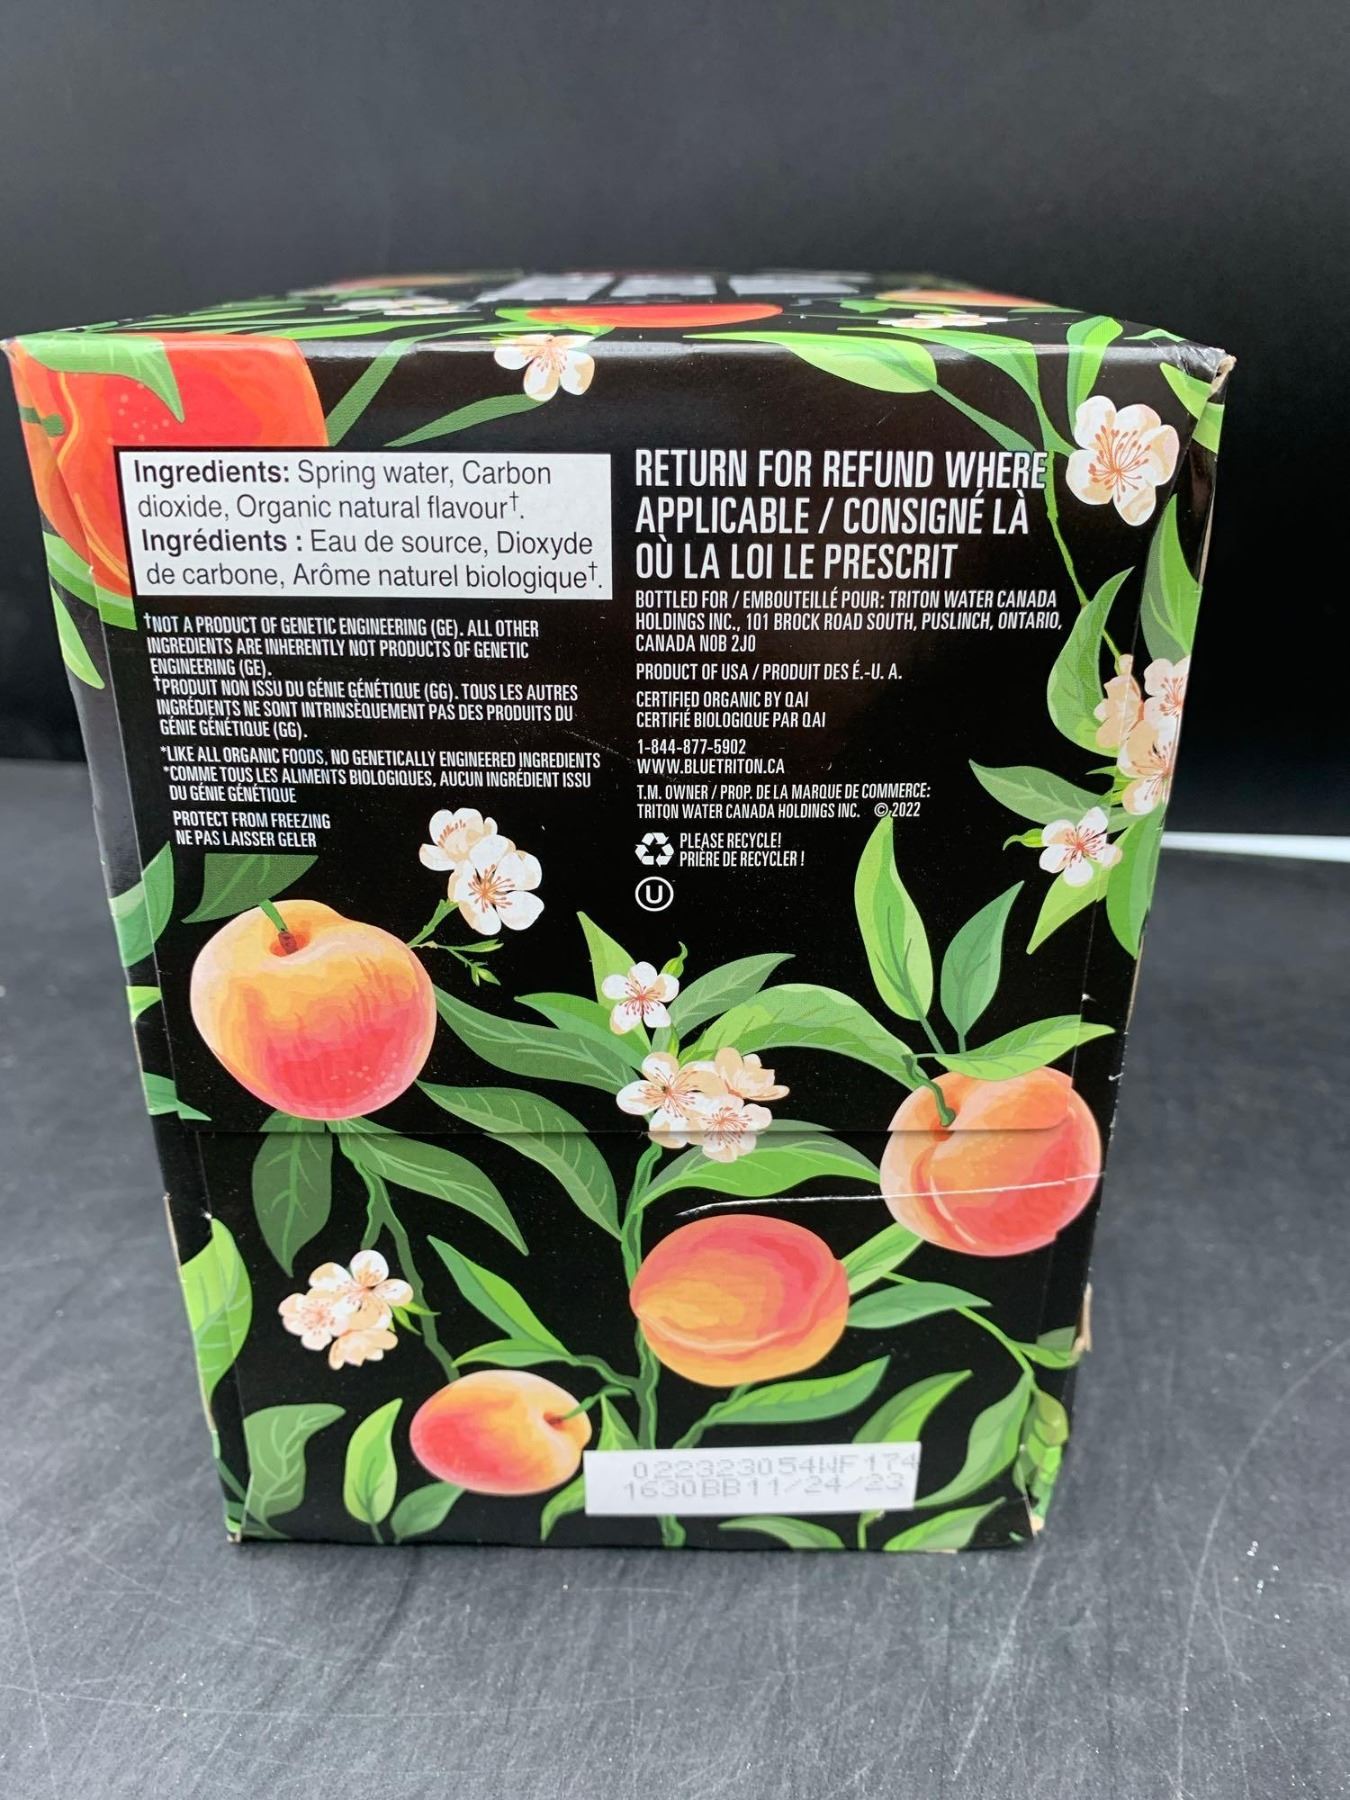 Ingredients: Spring water, Carbon
dioxide, Organic natural flavour†.
Ingrédients : Eau de source, Dioxyde
de carbone, Arôme naturel biologique†.
†NOT A PRODUCT OF GENETIC ENGINEERING (GE). ALL OTHER
INGREDIENTS ARE INHERENTLY NOT PRODUCTS OF GENETIC
ENGINEERING (GE).
†PRODUIT NON ISSU DU GÉNIE GÉNÉTIQUE (GG). TOUS LES AUTRES
INGRÉDIENTS NE SONT INTRINSÈQUEMENT PAS DES PRODUITS DU
GÉNIE GÉNÉTIQUE (GG).
*LIKE ALL ORGANIC FOODS, NO GENETICALLY ENGINEERED INGREDIENTS
*COMME TOUS LES ALIMENTS BIOLOGIQUES, AUCUN INGRÉDIENT ISSU
DU GÉNIE GÉNÉTIQUE
PROTECT FROM FREEZING
NE PAS LAISSER GELER
RETURN FOR REFUND WHERE
APPLICABLE / CONSIGNÉ LÀ
OÙ LA LOI LE PRESCRIT
BOTTLED FOR / EMBOUTEILLÉ POUR: TRITON WATER CANADA
HOLDINGS INC., 101 BROCK ROAD SOUTH, PUSLINCH, ONTARIO,
CANADA N0B 2J0
PRODUCT OF USA / PRODUIT DES É.-U. A.
CERTIFIED ORGANIC BY QAI
CERTIFIÉ BIOLOGIQUE PAR QAI
1-844-877-5902
WWW.BLUETRITON.CA
T.M. OWNER / PROP. DE LA MARQUE DE COMMERCE:
TRITON WATER CANADA HOLDINGS INC. © 2022
PLEASE RECYCLE!
PRIÈRE DE RECYCLER !
U
022323054WF174
1630BB11/24/23